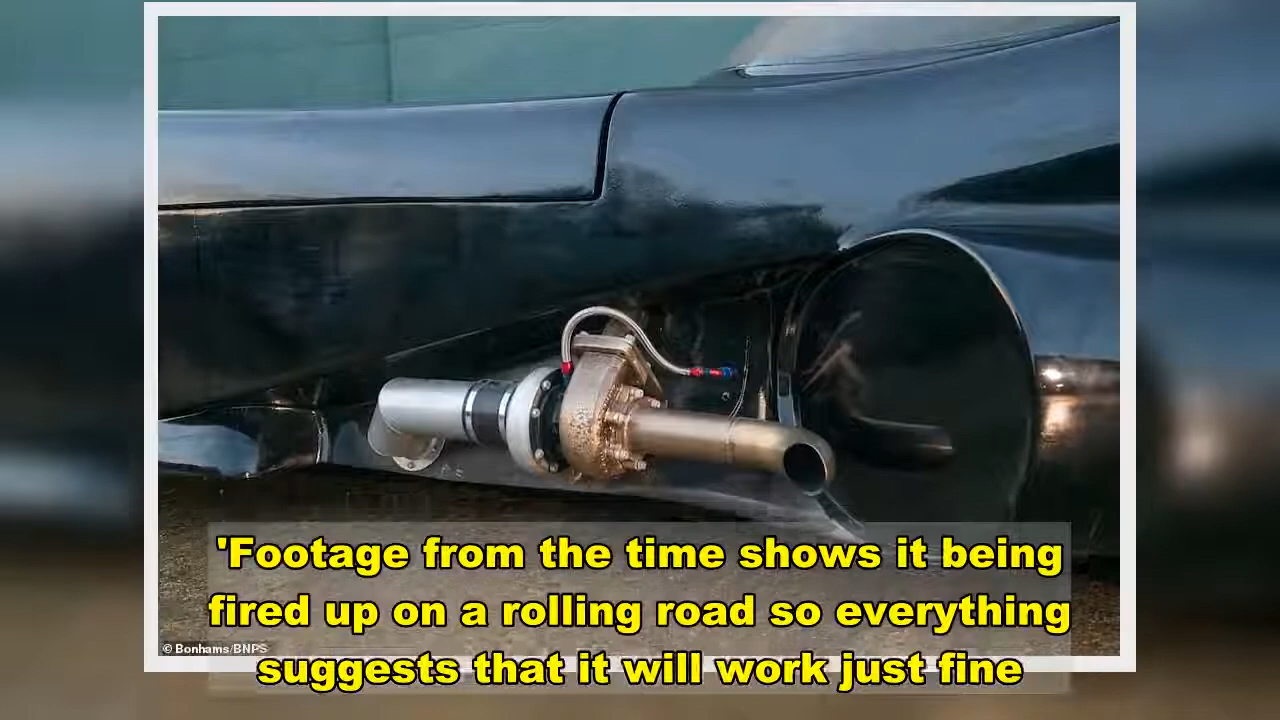 'Footage from the time shows it being
fired up on a rolling road so everything
© Bonhams/BNPS
suggests that it will work just fine